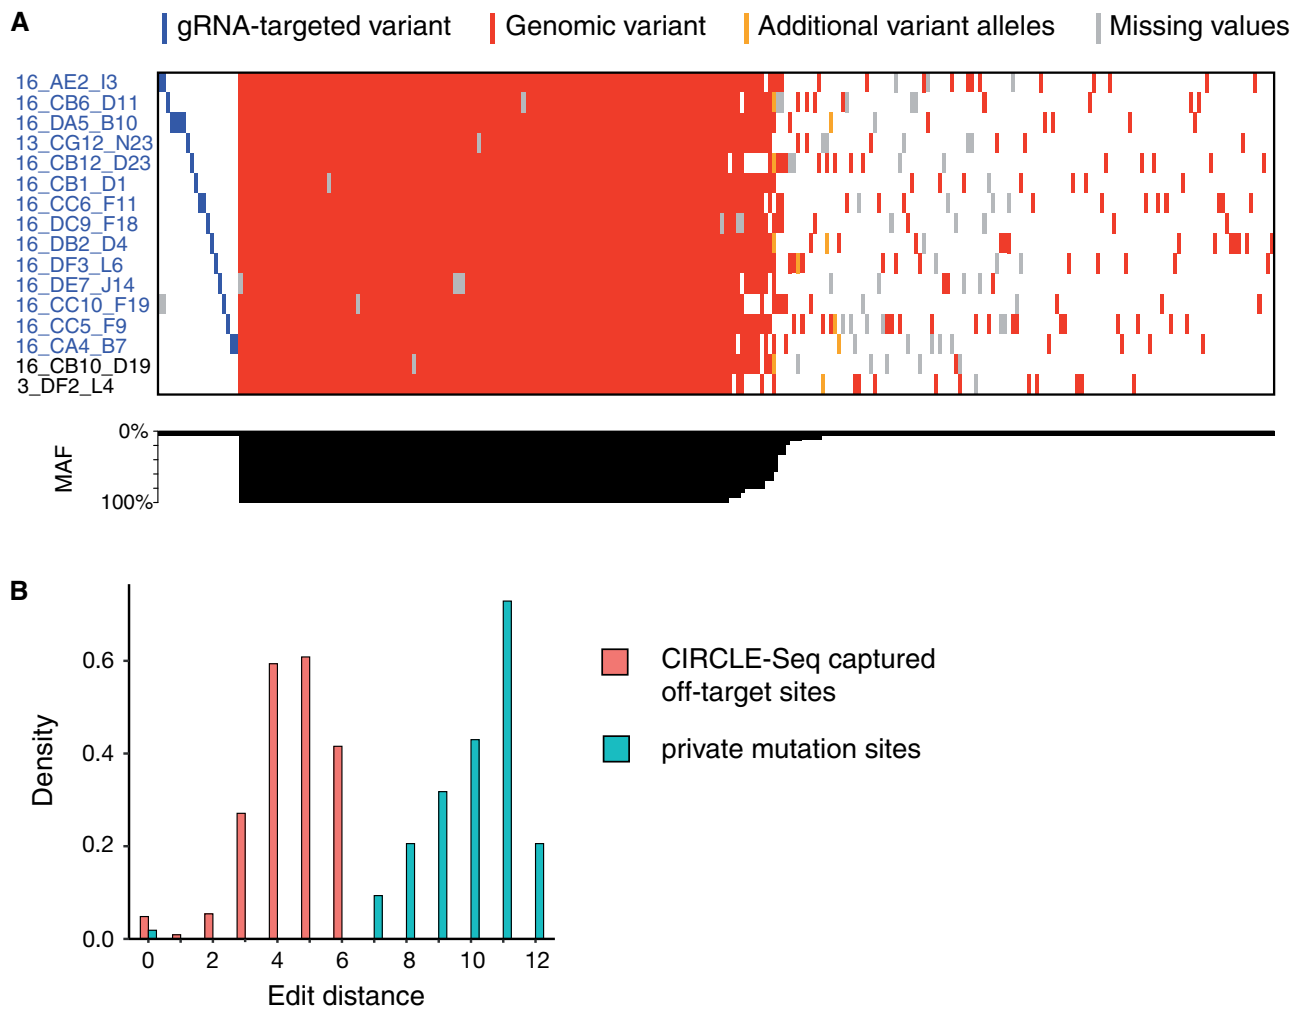 A
gRNA-targeted variant
Genomic variant
Additional variant alleles
Missing values
16_AE2_I3
16_CB6_D11
16_DA5_B10
13_CG12_N23
16_CB12_D23
16_CB1_D1
16_CC6_F11
16_DC9_F18
16_DB2_D4
16_DF3_L6
16_DE7_J14
16_CC10_F19
16_CC5_F9
16_CA4_B7
16_CB10_D19
3_DF2_L4
0%
MAF
100%
B
0.6
0.4
0.2
0.0
Density
0 2 4 6 8 10 12
Edit distance
CIRCLE-Seq captured
off-target sites
private mutation sites